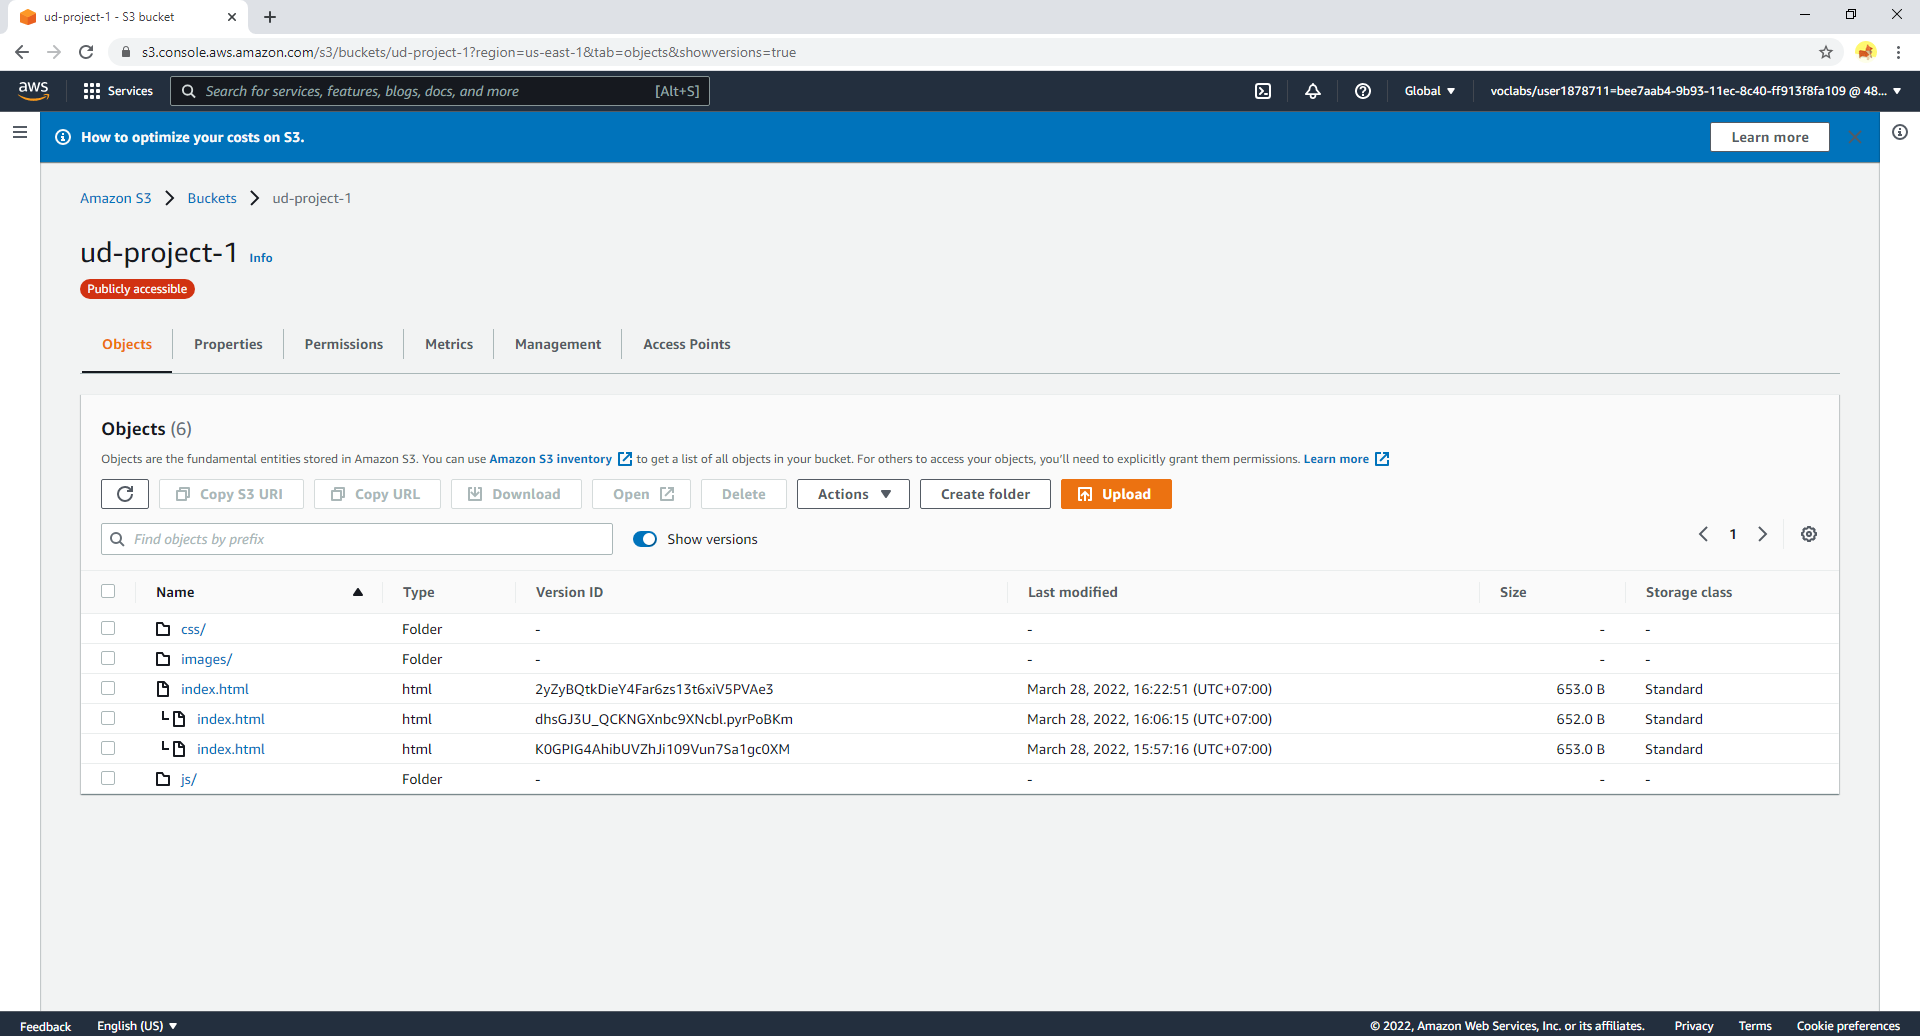 ud-project-1 - S3 bucket
s3.console.aws.amazon.com/s3/buckets/ud-project-1?region=us-east-1&tab=objects&showversions=true
aws Services Search for services, features, blogs, docs, and more [Alt+S] Global voclabs/user1878711=bee7aab4-9b93-11ec-8c40-ff913f8fa109 @ 48...
How to optimize your costs on S3. Learn more
Amazon S3 Buckets ud-project-1
ud-project-1 Info
Publicly accessible
Objects Properties Permissions Metrics Management Access Points
Objects (6)
Objects are the fundamental entities stored in Amazon S3. You can use Amazon S3 inventory to get a list of all objects in your bucket. For others to access your objects, you'll need to explicitly grant them permissions. Learn more
Copy S3 URI Copy URL Download Open Delete Actions Create folder Upload
Find objects by prefix Show versions 1
Name Type Version ID Last modified Size Storage class
css/ Folder - - - -
images/ Folder - - - -
index.html html 2yZyBQtkDieY4Far6zs13t6xiV5PVAe3 March 28, 2022, 16:22:51 (UTC+07:00) 653.0 B Standard
index.html html dhsGJ3U_QCKNGXnbc9XNcbl.pyrPoBKm March 28, 2022, 16:06:15 (UTC+07:00) 652.0 B Standard
index.html html K0GPIG4AhibUVZhJi109Vun7Sa1gc0XM March 28, 2022, 15:57:16 (UTC+07:00) 653.0 B Standard
js/ Folder - - - -
Feedback English (US) © 2022, Amazon Web Services, Inc. or its affiliates. Privacy Terms Cookie preferences